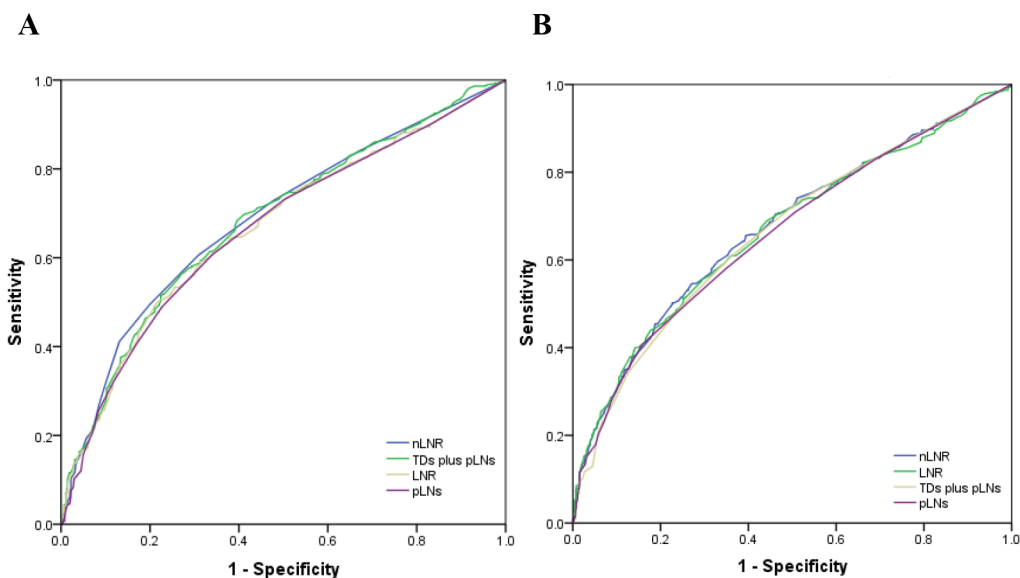 A
B
1.0
0.8
0.6
0.4
0.2
0.0
Sensitivity
nLNR
TDs plus pLNs
LNR
pLNs
0.0 0.2 0.4 0.6 0.8 1.0
1 - Specificity
1.0
0.8
0.6
0.4
0.2
0.0
Sensitivity
nLNR
LNR
TDs plus pLNs
pLNs
0.0 0.2 0.4 0.6 0.8 1.0
1 - Specificity